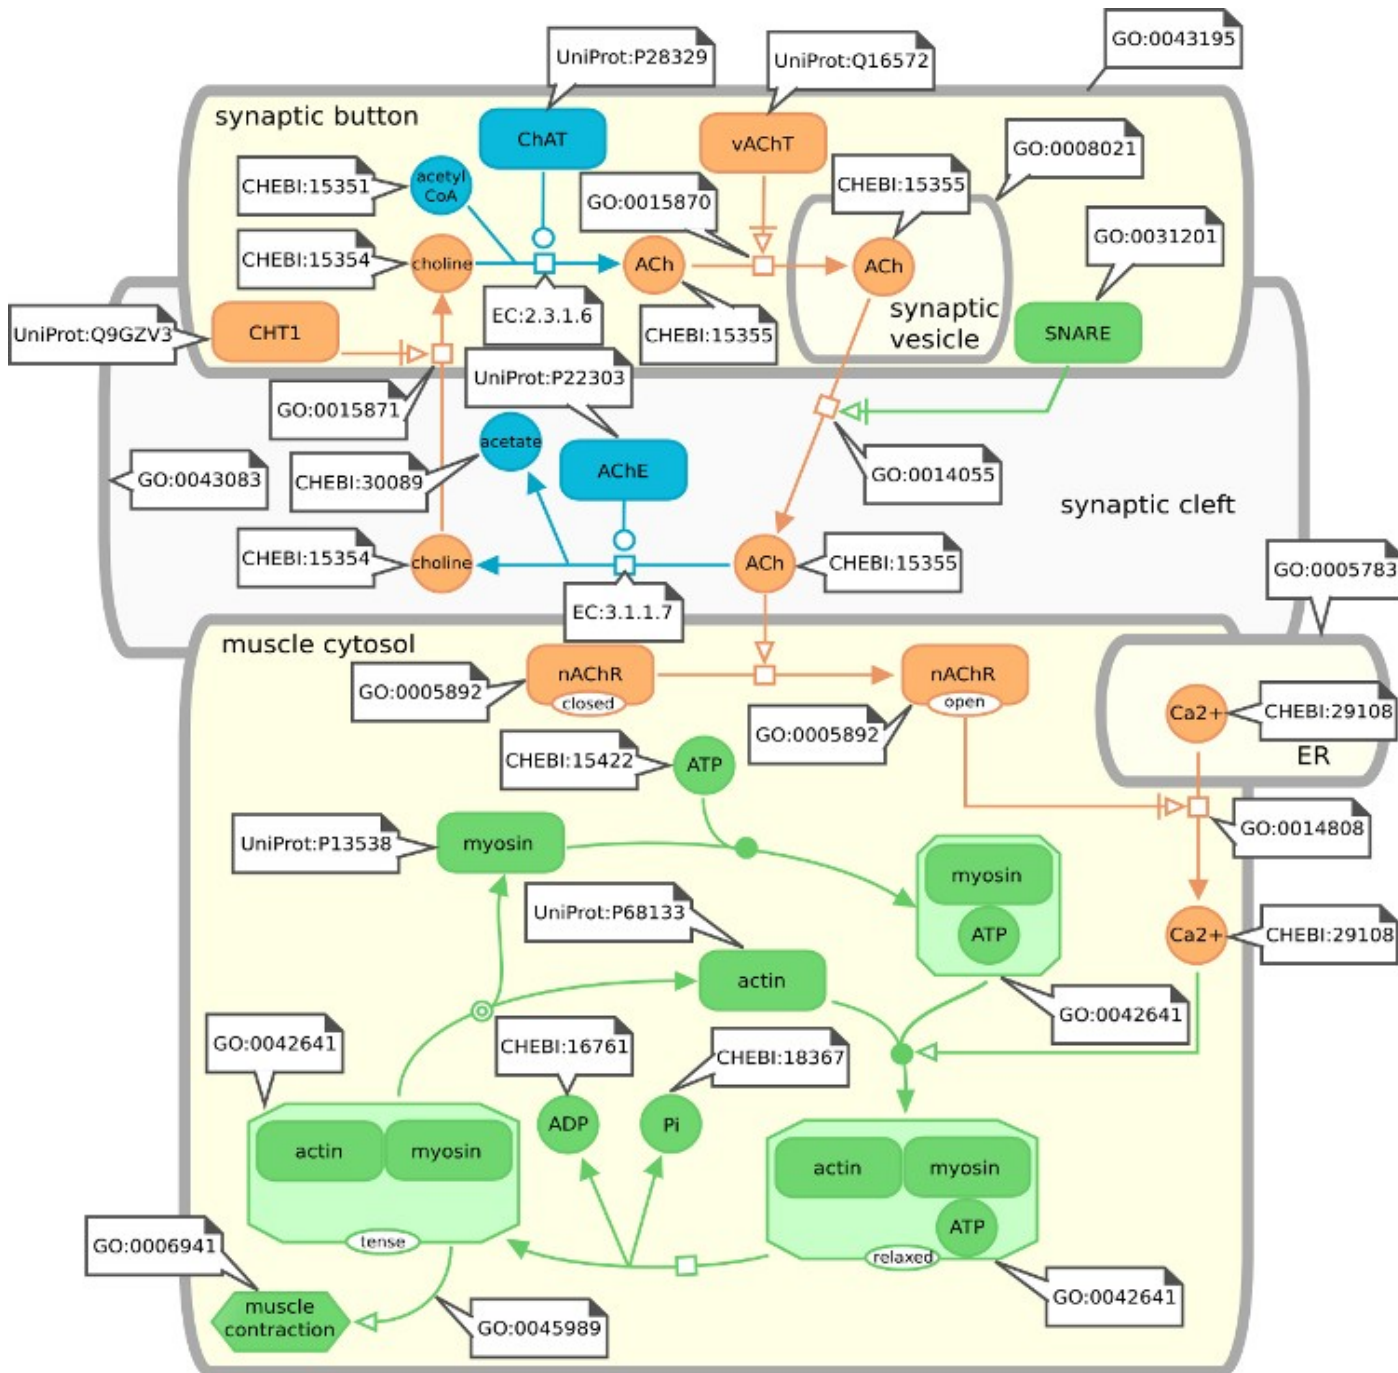 GO:0043195
UniProt:P28329
UniProt:Q16572
synaptic button
ChAT
vAChT
GO:0008021
CHEBI:15351
acetyl
CoA
GO:0015870
CHEBI:15355
GO:0031201
CHEBI:15354
choline
ACh
ACh
EC:2.3.1.6
CHEBI:15355
synaptic
vesicle
SNARE
UniProt:Q9GZV3
CHT1
UniProt:P22303
GO:0015871
acetate
AChE
GO:0043083
CHEBI:30089
GO:0014055
synaptic cleft
CHEBI:15354
choline
ACh
CHEBI:15355
GO:0005783
EC:3.1.1.7
muscle cytosol
GO:0005892
nAChR
closed
nAChR
open
GO:0005892
Ca2+
CHEBI:29108
ER
CHEBI:15422
ATP
GO:0014808
UniProt:P13538
myosin
myosin
ATP
UniProt:P68133
actin
Ca2+
CHEBI:29108
GO:0042641
GO:0042641
CHEBI:16761
CHEBI:18367
ADP
Pi
actin
myosin
tense
actin
myosin
ATP
relaxed
GO:0006941
GO:0042641
muscle
contraction
GO:0045989